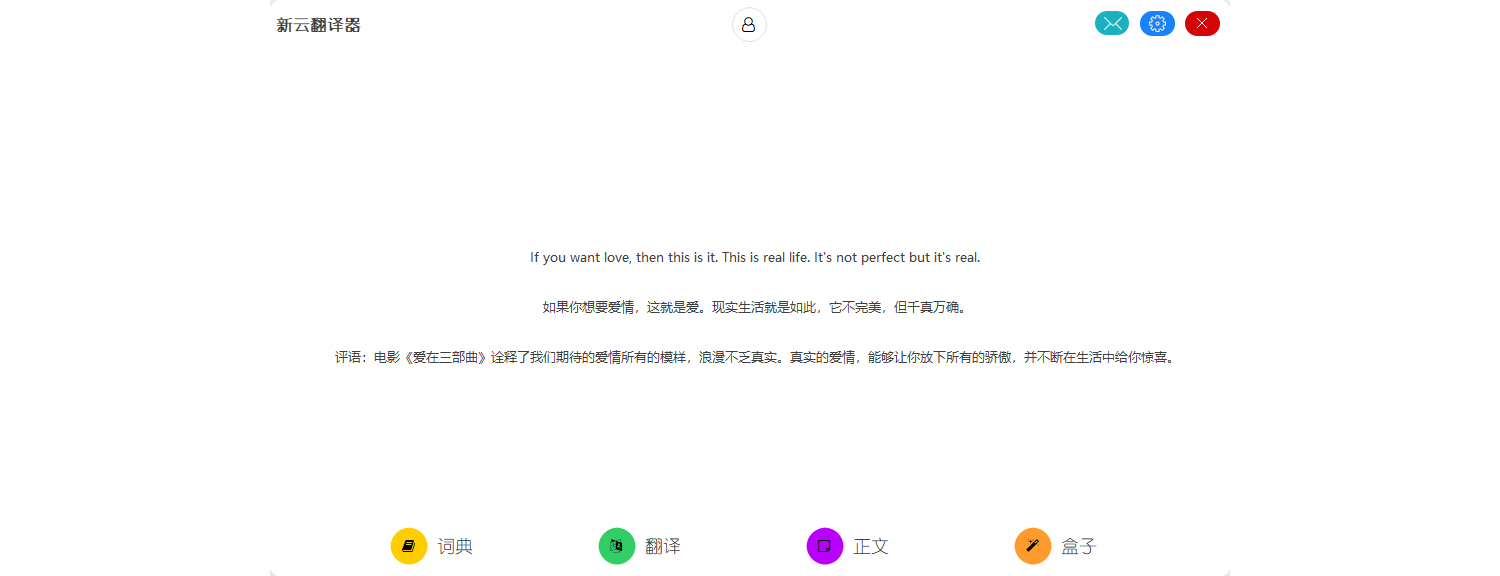 新云翻译器
If you want love, then this is it. This is real life. It's not perfect but it's real.
如果你想要爱情，这就是爱。现实生活就是如此，它不完美，但千真万确。
评语：电影《爱在三部曲》诠释了我们期待的爱情所有的模样，浪漫不乏真实。真实的爱情，能够让你放下所有的骄傲，并不断在生活中给你惊喜。
词典
翻译
正文
盒子